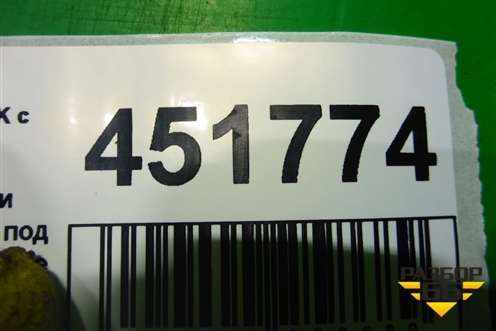 К с
451774
и
под
РАЗБОР
66